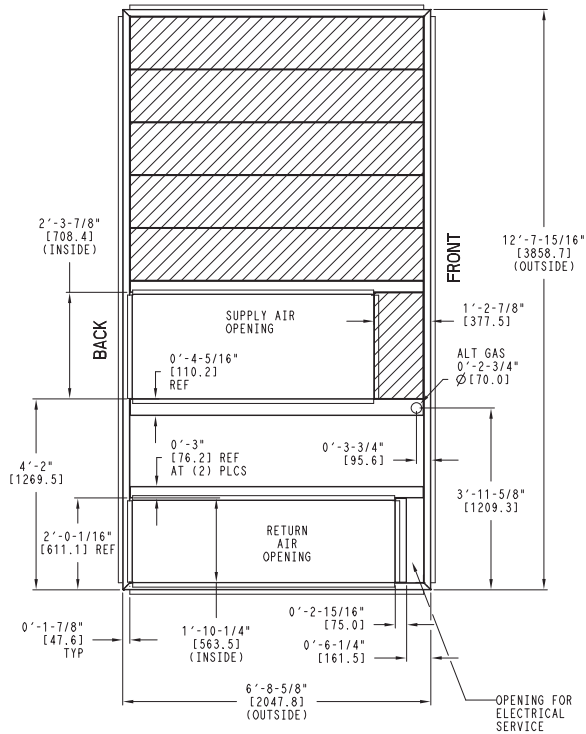 2'-3-7/8"
[708.4]
(INSIDE)
BACK
SUPPLY AIR
OPENING
0'-4-5/16"
[110.2]
REF
FRONT
12'-7-15/16"
[3858.7]
(OUTSIDE)
1'-2-7/8"
[377.5]
ALT GAS
0'-2-3/4"
Ø[70.0]
0'-3"
[76.2] REF
AT (2) PLCS
0'-3-3/4"
[95.6]
4'-2"
[1269.5]
3'-11-5/8"
[1209.3]
2'-0-1/16"
[611.1] REF
RETURN
AIR
OPENING
0'-1-7/8"
[47.6]
TYP
1'-10-1/4"
[563.5]
(INSIDE)
0'-2-15/16"
[75.0]
0'-6-1/4"
[161.5]
6'-8-5/8"
[2047.8]
(OUTSIDE)
OPENING FOR
ELECTRICAL
SERVICE